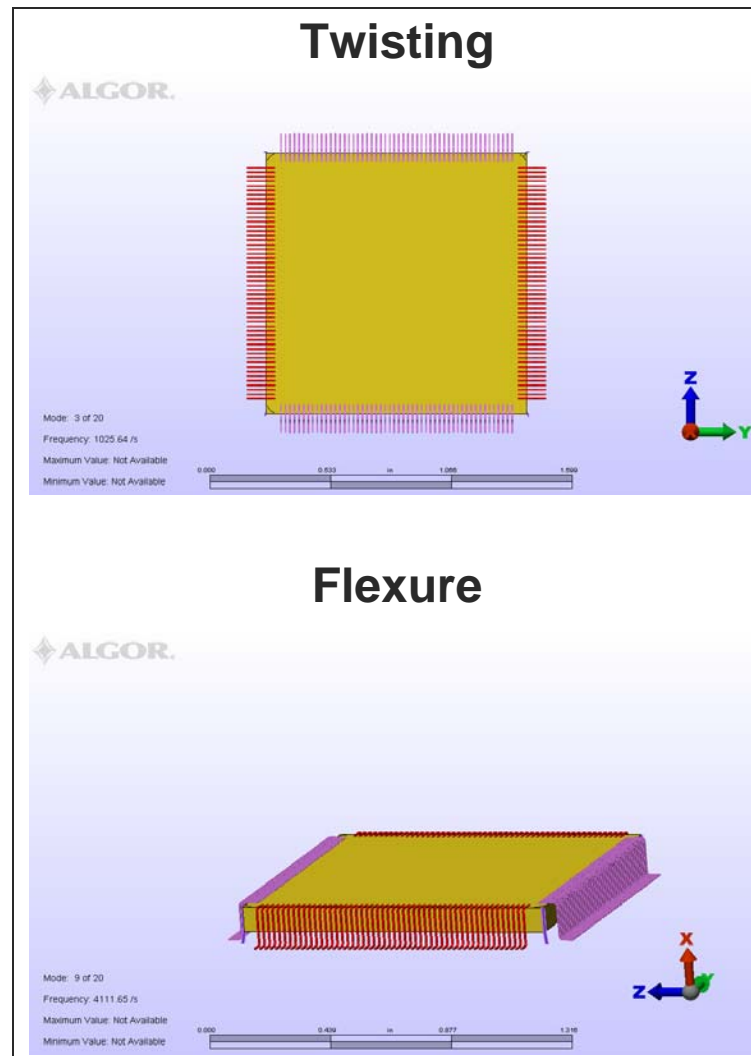 Twisting
ALGOR.
Z
Y
Mode: 3 of 20
Frequency: 1025.64 /s
Maximum Value: Not Available
Minimum Value: Not Available
0.000 0.533 in 1.066 1.599
Flexure
ALGOR.
X
Z Y
Mode: 9 of 20
Frequency: 4111.65 /s
Maximum Value: Not Available
Minimum Value: Not Available
0.000 0.439 in 0.877 1.316